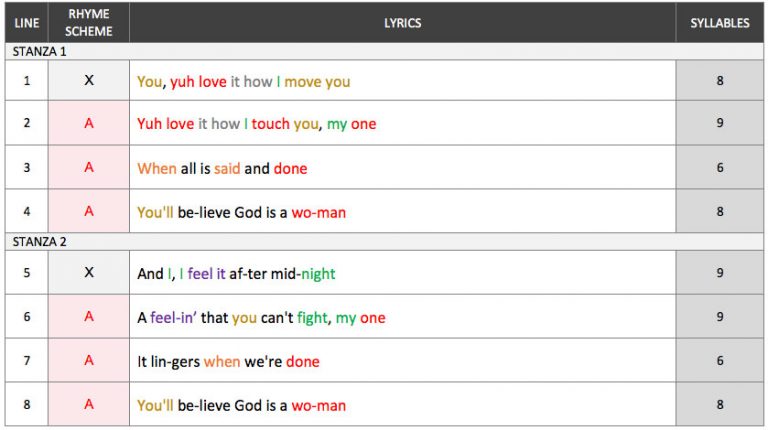 LINE RHYME SCHEME LYRICS SYLLABLES
STANZA 1
1 X You, yuh love it how I move you 8
2 A Yuh love it how I touch you, my one 9
3 A When all is said and done 6
4 A You'll be-lieve God is a wo-man 8
STANZA 2
5 X And I, I feel it af-ter mid-night 9
6 A A feel-in’ that you can't fight, my one 9
7 A It lin-gers when we're done 6
8 A You'll be-lieve God is a wo-man 8